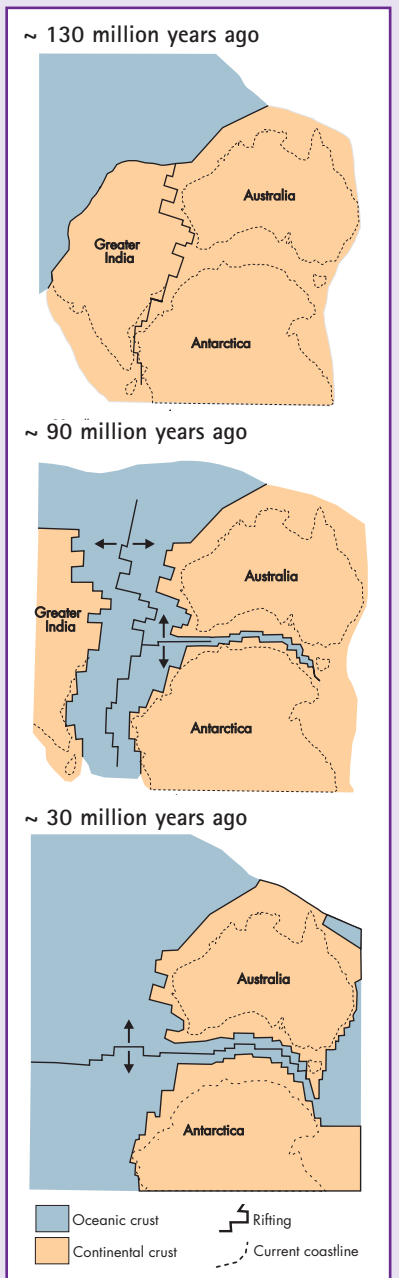 ~ 130 million years ago
Australia
Greater
India
Antarctica
~ 90 million years ago
Australia
Greater
India
Antarctica
~ 30 million years ago
Australia
Antarctica
Oceanic crust
Rifting
Continental crust
Current coastline